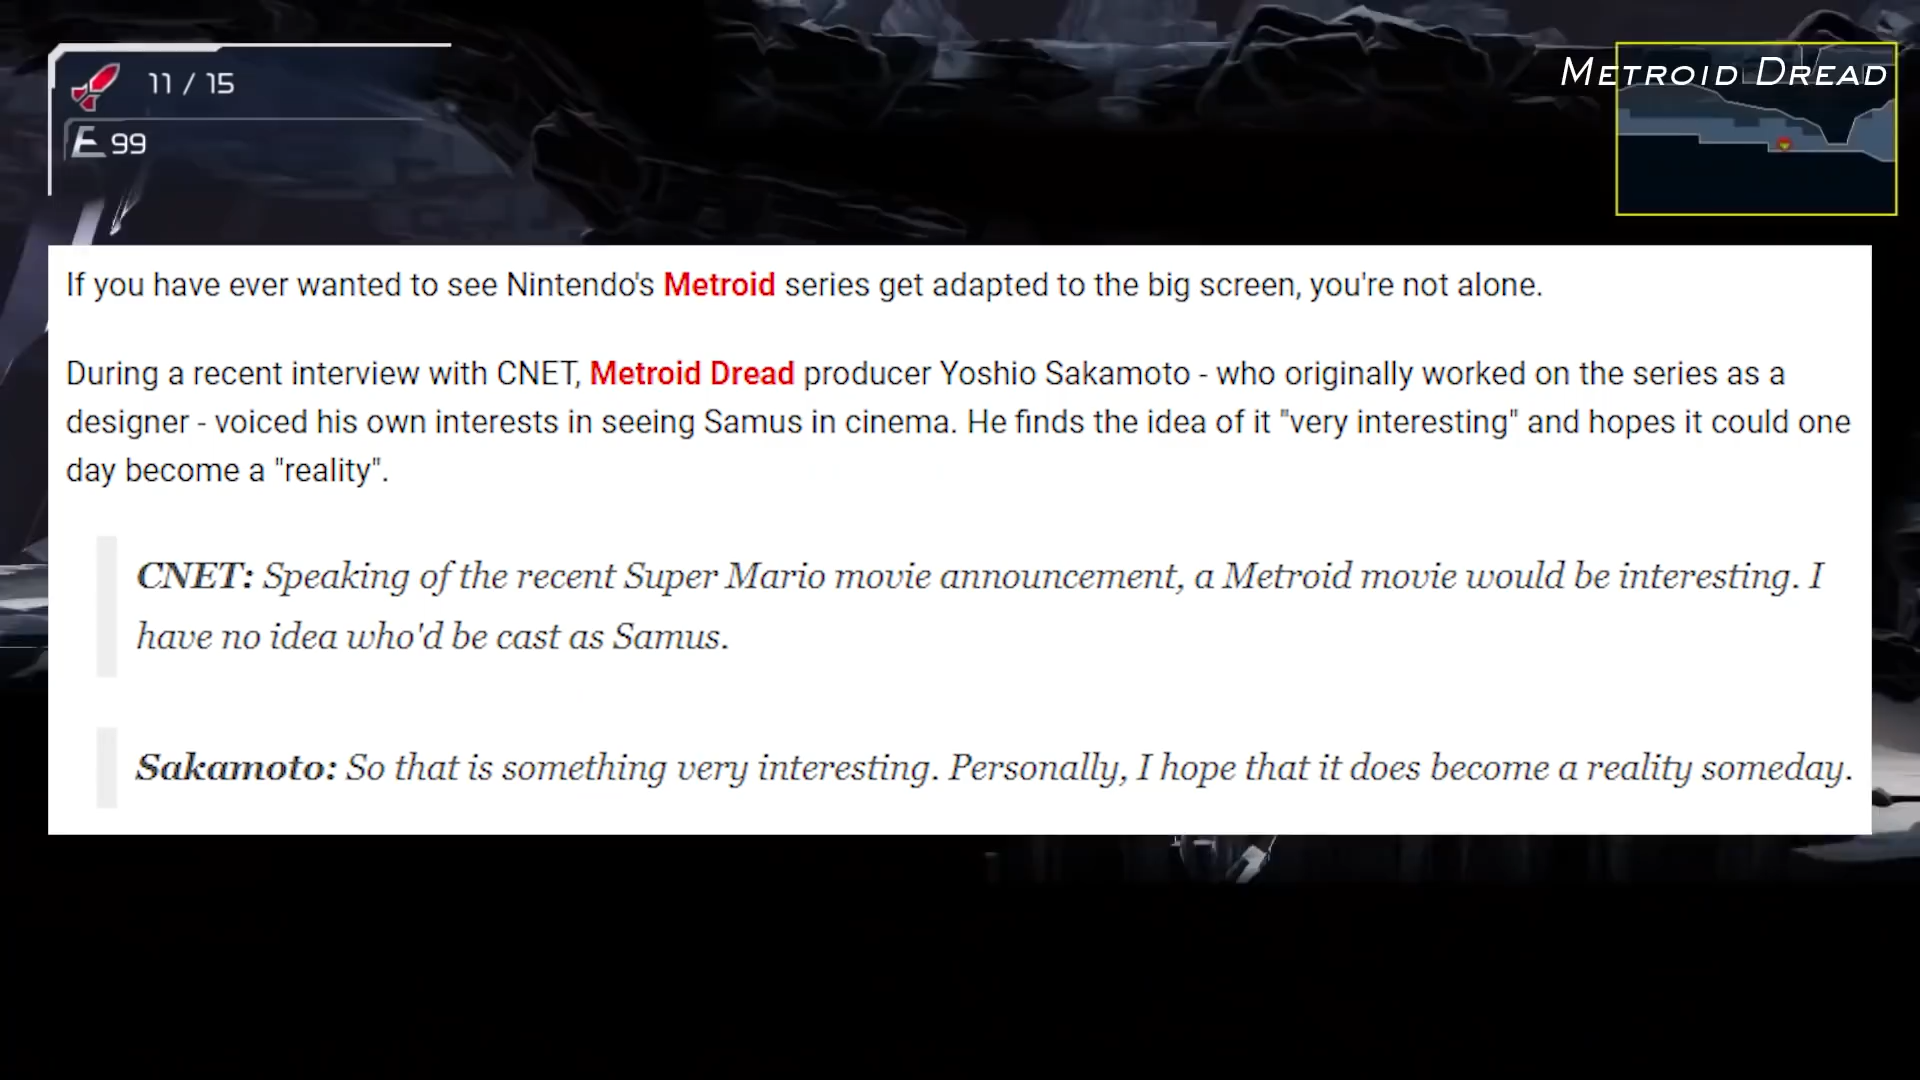 11 / 15
METROID DREAD
E 99
If you have ever wanted to see Nintendo's Metroid series get adapted to the big screen, you're not alone.
During a recent interview with CNET, Metroid Dread producer Yoshio Sakamoto - who originally worked on the series as a
designer - voiced his own interests in seeing Samus in cinema. He finds the idea of it "very interesting" and hopes it could one
day become a "reality".
CNET: Speaking of the recent Super Mario movie announcement, a Metroid movie would be interesting. I
have no idea who'd be cast as Samus.
Sakamoto: So that is something very interesting. Personally, I hope that it does become a reality someday.